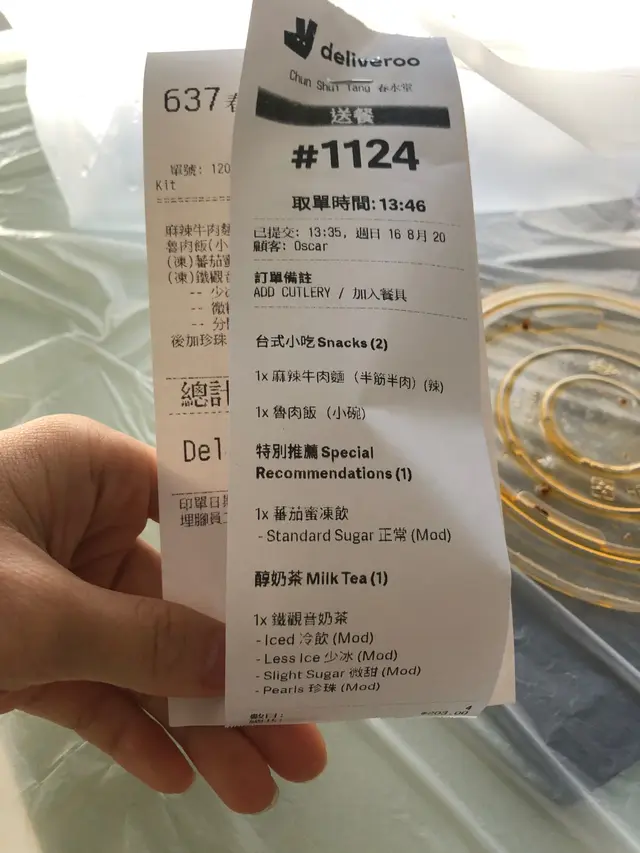 deliveroo
Chun Shui Tang 春水堂
送餐
#1124
取單時間: 13:46
已提交: 13:35, 週日 16 8月 20
顧客: Oscar
訂單備註
ADD CUTLERY / 加入餐具
台式小吃 Snacks (2)
1x 麻辣牛肉麵 (半筋半肉) (辣)
1x 魯肉飯 (小碗)
特別推薦 Special
Recommendations (1)
1x 蕃茄蜜凍飲
- Standard Sugar 正常 (Mod)
醇奶茶 Milk Tea (1)
1x 鐵觀音奶茶
- Iced 冷飲 (Mod)
- Less Ice 少冰 (Mod)
- Slight Sugar 微甜 (Mod)
- Pearls 珍珠 (Mod)
4
637
單號: 120
Kit
麻辣牛肉麵
魯肉飯(小
(凍)蕃茄蜜
(凍)鐵觀音
-- 少
-- 微
-- 分
後加珍珠
總計
Del
印單日
理腦員